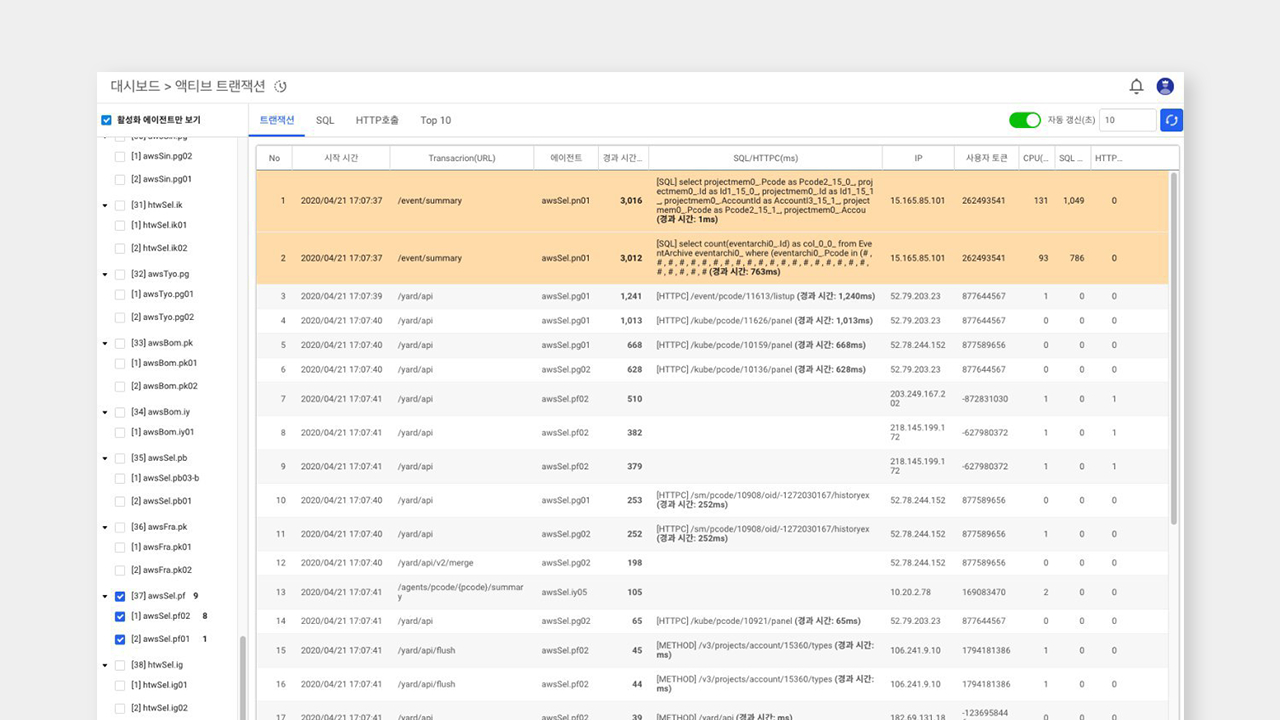 대시보드 > 액티브 트랜잭션
활성화 에이전트만 보기
트랜잭션 SQL HTTP호출 Top 10
자동 갱신(초) 10
[2] awsSin.pg02
[1] awsSin.pg02
[2] awsSin.pg01
[31] htwSel.ik
[1] htwSel.ik01
[2] htwSel.ik02
[32] awsTyo.pg
[1] awsTyo.pg01
[2] awsTyo.pg02
[33] awsBom.pk
[1] awsBom.pk01
[2] awsBom.pk02
[34] awsBom.iy
[1] awsBom.iy01
[35] awsSel.pb
[1] awsSel.pb03-b
[2] awsSel.pb01
[36] awsFra.pk
[1] awsFra.pk01
[2] awsFra.pk02
[37] awsSel.pf 9
[1] awsSel.pf02 8
[2] awsSel.pf01 1
[38] htwSel.ig
[1] htwSel.ig01
[2] htwSel.ig02
No 시작 시간 Transacrion(URL) 에이전트 경과 시간... SQL/HTTPC(ms) IP 사용자 토큰 CPU(... SQL ... HTTP...
1 2020/04/21 17:07:37 /event/summary awsSel.pn01 3,016
[SQL] select projectmem0_.Pcode as Pcode2_15_0_, proj
ectmem0_.Id as Id1_15_0_, projectmem0_.Id as Id1_15_1
_, projectmem0_.AccountId as AccountI3_15_1_, project
mem0_.Pcode as Pcode2_15_1_, projectmem0_.Accou
(경과 시간: 1ms)
15.165.85.101 262493541 131 1,049 0
2 2020/04/21 17:07:37 /event/summary awsSel.pn01 3,012
[SQL] select count(eventarchi0_.Id) as col_0_0_ from Eve
ntArchive eventarchi0_ where (eventarchi0_.Pcode in (# ,
# , # , # , # , # , # , # , # , # , # , # , # , # , # , # , # , # , # ,
# , # , # , # , # (경과 시간: 763ms)
15.165.85.101 262493541 93 786 0
3 2020/04/21 17:07:39 /yard/api awsSel.pg01 1,241 [HTTPC] /event/pcode/11613/listup (경과 시간: 1,240ms) 52.79.203.23 877644567 1 0 0
4 2020/04/21 17:07:40 /yard/api awsSel.pg01 1,013 [HTTPC] /kube/pcode/11626/panel (경과 시간: 1,013ms) 52.79.203.23 877644567 0 0 0
5 2020/04/21 17:07:40 /yard/api awsSel.pg01 668 [HTTPC] /kube/pcode/10159/panel (경과 시간: 668ms) 52.78.244.152 877589656 0 0 0
6 2020/04/21 17:07:40 /yard/api awsSel.pg02 628 [HTTPC] /kube/pcode/10136/panel (경과 시간: 628ms) 52.79.203.23 877644567 0 0 0
7 2020/04/21 17:07:41 /yard/api awsSel.pf02 510 203.249.167.2
02 -872831030 1 0 1
8 2020/04/21 17:07:41 /yard/api awsSel.pf02 382 218.145.199.1
72 -627980372 1 0 1
9 2020/04/21 17:07:41 /yard/api awsSel.pf02 379 218.145.199.1
72 -627980372 1 0 1
10 2020/04/21 17:07:40 /yard/api awsSel.pg01 253 [HTTPC] /sm/pcode/10908/oid/-1272030167/historyex
(경과 시간: 252ms) 52.78.244.152 877589656 0 0 0
11 2020/04/21 17:07:40 /yard/api awsSel.pg02 252 [HTTPC] /sm/pcode/10908/oid/-1272030167/historyex
(경과 시간: 252ms) 52.78.244.152 877589656 1 0 0
12 2020/04/21 17:07:40 /yard/api/v2/merge awsSel.pg02 198 52.78.244.152 877589656 1 0 0
13 2020/04/21 17:07:41 /agents/pcode/{pcode}/summar
y awsSel.iy05 105 10.20.2.78 169083470 2 0 0
14 2020/04/21 17:07:41 /yard/api awsSel.pg02 65 [HTTPC] /kube/pcode/10921/panel (경과 시간: 65ms) 52.79.203.23 877644567 0 0 0
15 2020/04/21 17:07:41 /yard/api/flush awsSel.pf02 45 [METHOD] /v3/projects/account/15360/types (경과 시간:
ms) 106.241.9.10 1794181386 1 0 0
16 2020/04/21 17:07:41 /yard/api/flush awsSel.pf02 44 [METHOD] /v3/projects/account/15360/types (경과 시간:
ms) 106.241.9.10 1794181386 1 0 0
17 2020/04/21 17:07:41 /yard/api awsSel.pf02 39 [METHOD] /yard/api (경과 시간: ms) 182.69.131.18 -123695844